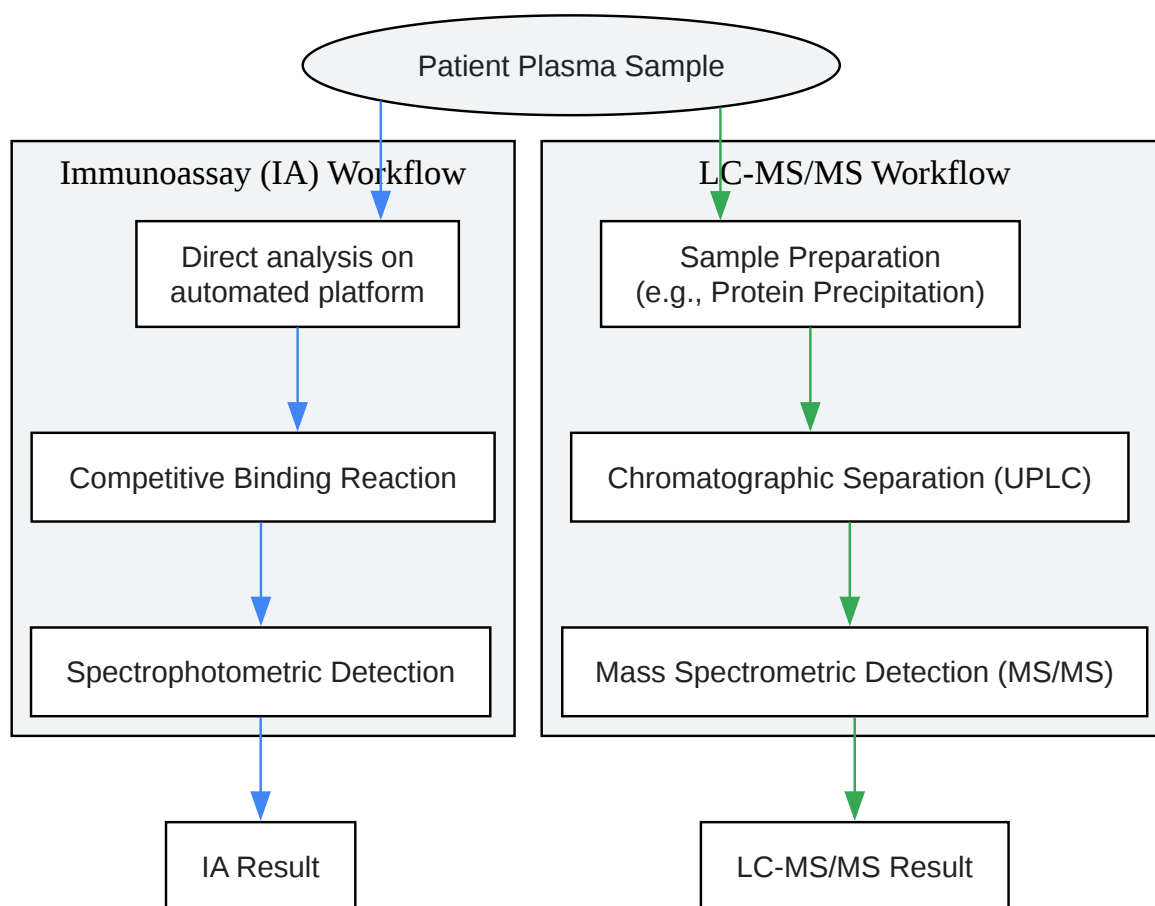 Patient Plasma Sample
Immunoassay (IA) Workflow
Direct analysis on
automated platform
Competitive Binding Reaction
Spectrophotometric Detection
IA Result
LC-MS/MS Workflow
Sample Preparation
(e.g., Protein Precipitation)
Chromatographic Separation (UPLC)
Mass Spectrometric Detection (MS/MS)
LC-MS/MS Result